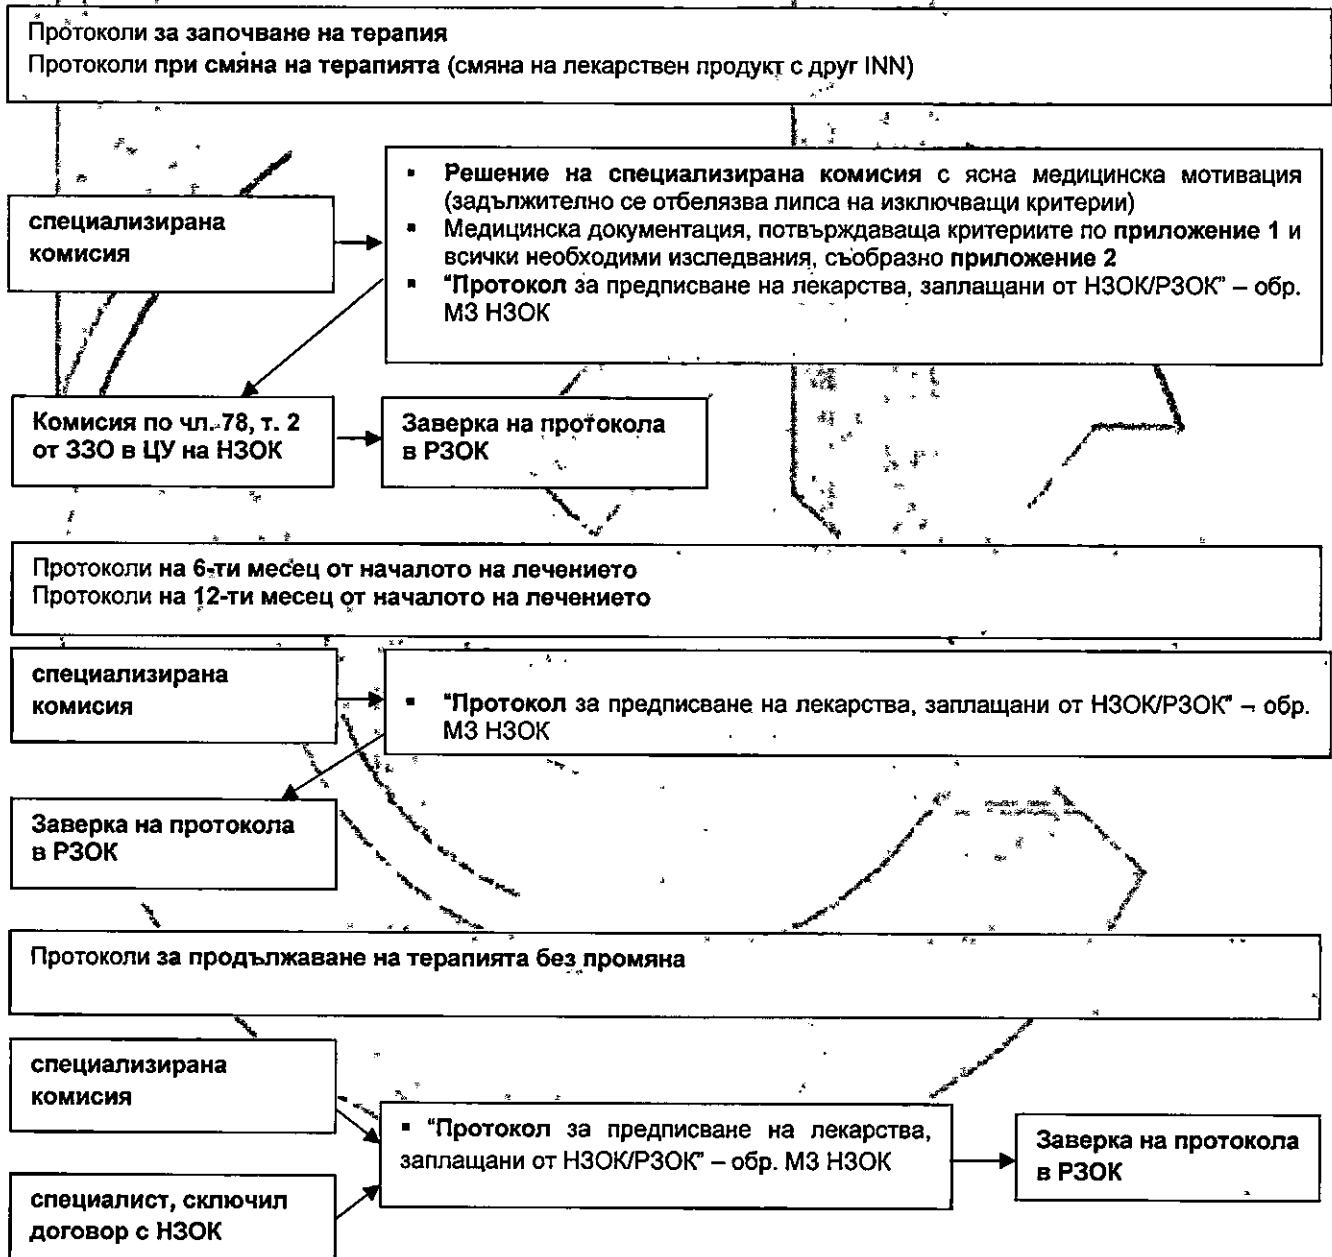 Протоколи за започване на терапия
Протоколи при смяна на терапията (смяна на лекарствен продукт с друг INN)
специализирана
комисия
▪ Решение на специализирана комисия с ясна медицинска мотивация
(задължително се отбелязва липса на изключващи критерии)
▪ Медицинска документация, потвърждаваща критериите по приложение 1 и
всички необходими изследвания, съобразно приложение 2
▪ "Протокол за предписване на лекарства, заплащани от НЗОК/РЗОК" – обр.
МЗ НЗОК
Комисия по чл. 78, т. 2
от ЗЗО в ЦУ на НЗОК
Заверка на протокола
в РЗОК
Протоколи на 6-ти месец от началото на лечението
Протоколи на 12-ти месец от началото на лечението
специализирана
комисия
▪ "Протокол за предписване на лекарства, заплащани от НЗОК/РЗОК" – обр.
МЗ НЗОК
Заверка на протокола
в РЗОК
Протоколи за продължаване на терапията без промяна
специализирана
комисия
▪ "Протокол за предписване на лекарства,
заплащани от НЗОК/РЗОК" – обр. МЗ НЗОК
Заверка на протокола
в РЗОК
специалист, сключил
договор с НЗОК